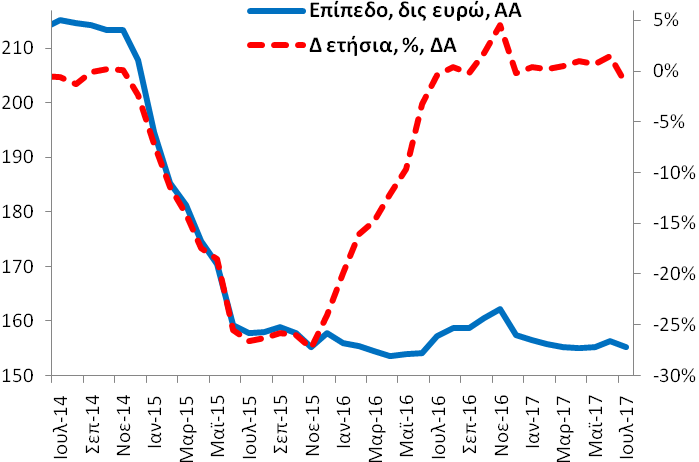 Επίπεδο, δις ευρώ, ΑΑ
Δ ετήσια, %, ΔΑ
210
200
190
180
170
160
150
5%
0%
-5%
-10%
-15%
-20%
-25%
-30%
Ιουλ-14
Σεπ-14
Νοε-14
Ιαν-15
Μαρ-15
Μαϊ-15
Ιουλ-15
Σεπ-15
Νοε-15
Ιαν-16
Μαρ-16
Μαϊ-16
Ιουλ-16
Σεπ-16
Νοε-16
Ιαν-17
Μαρ-17
Μαϊ-17
Ιουλ-17